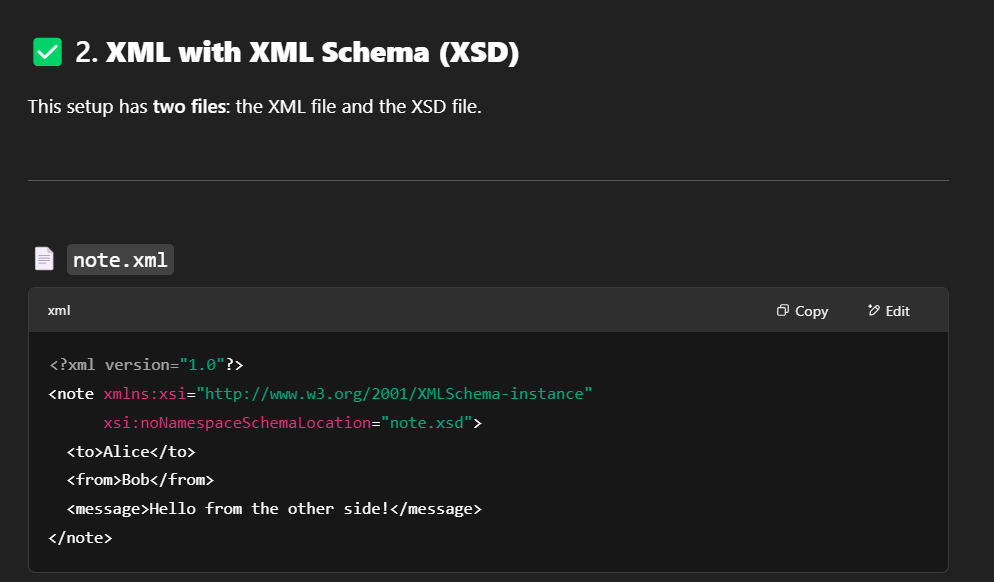 ✅ 2. XML with XML Schema (XSD)
This setup has two files: the XML file and the XSD file.
note.xml
xml Copy Edit
<?xml version="1.0"?>
<note xmlns:xsi="http://www.w3.org/2001/XMLSchema-instance"
      xsi:noNamespaceSchemaLocation="note.xsd">
  <to>Alice</to>
  <from>Bob</from>
  <message>Hello from the other side!</message>
</note>